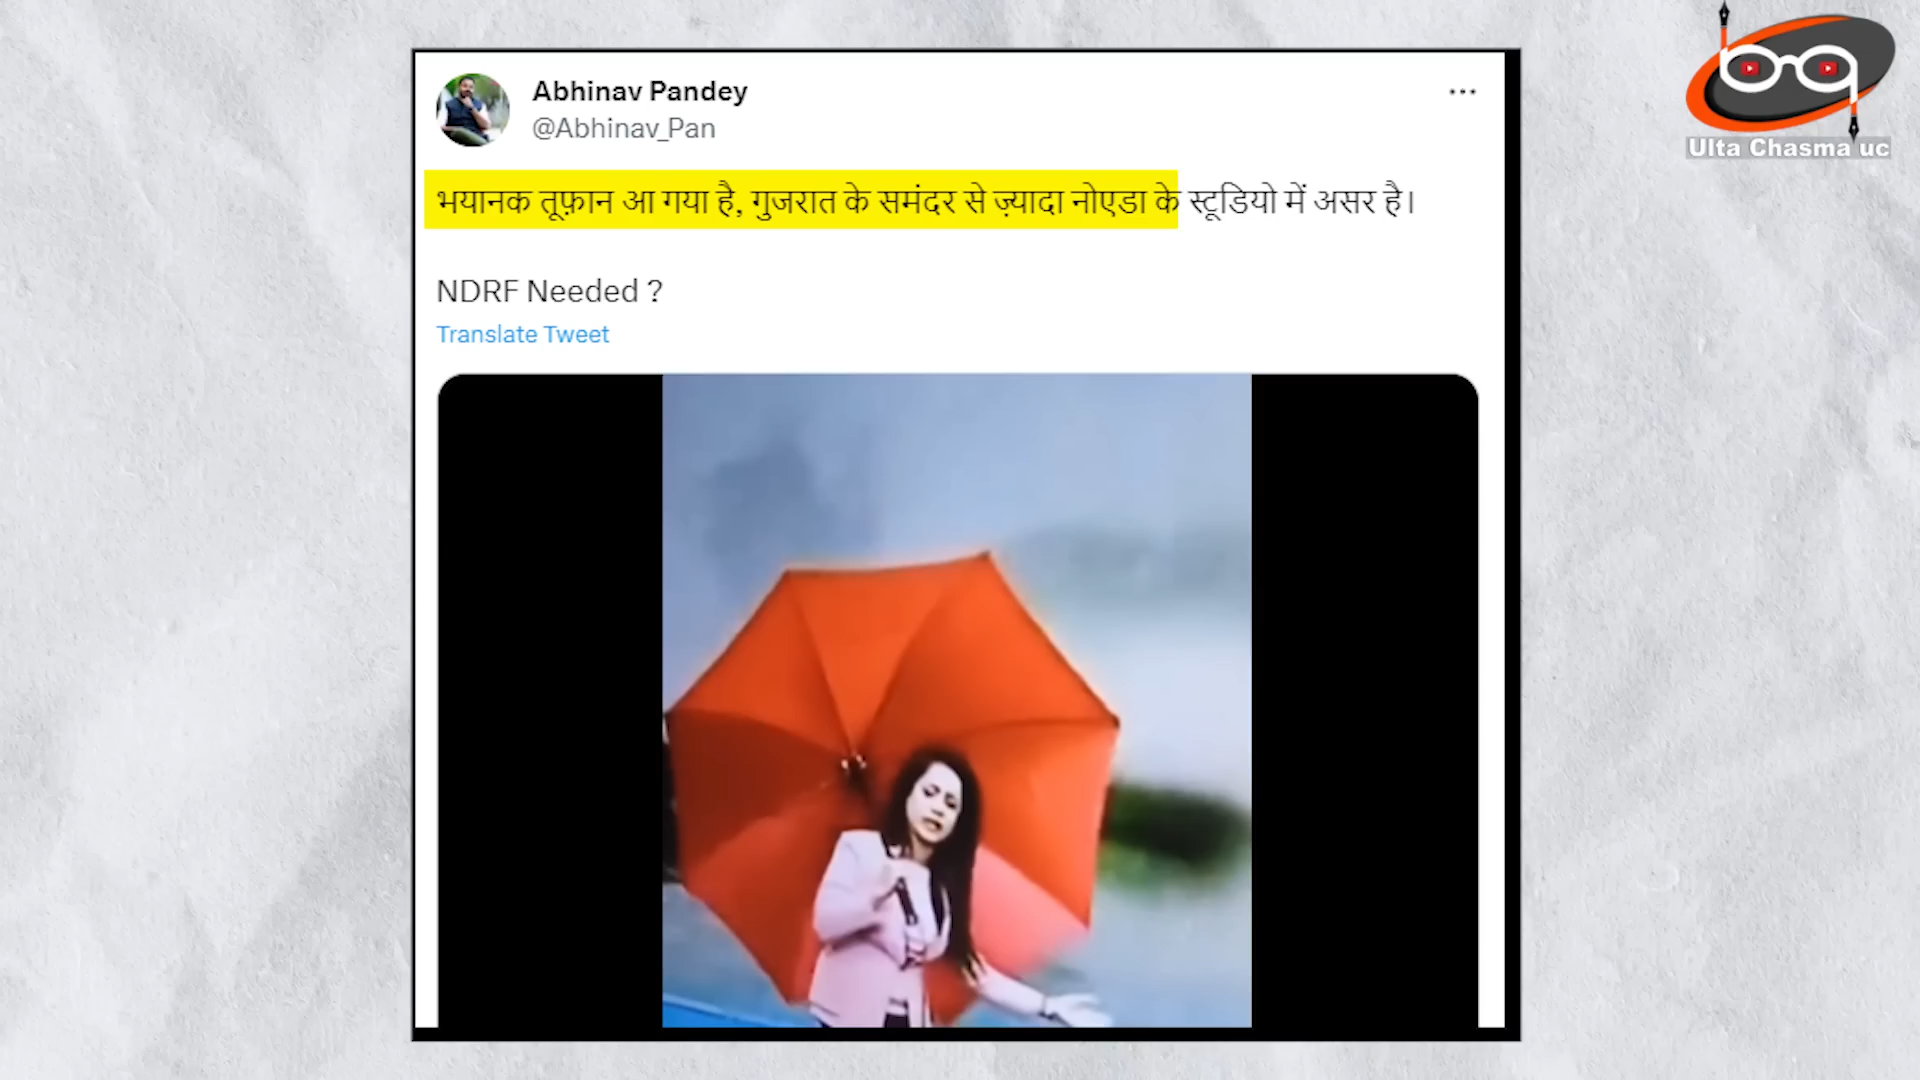 Abhinav Pandey
@Abhinav_Pan
भयानक तूफ़ान आ गया है, गुजरात के समंदर से ज़्यादा नोएडा के स्टूडियो में असर है।
NDRF Needed ?
Translate Tweet
Ulta Chasma uc